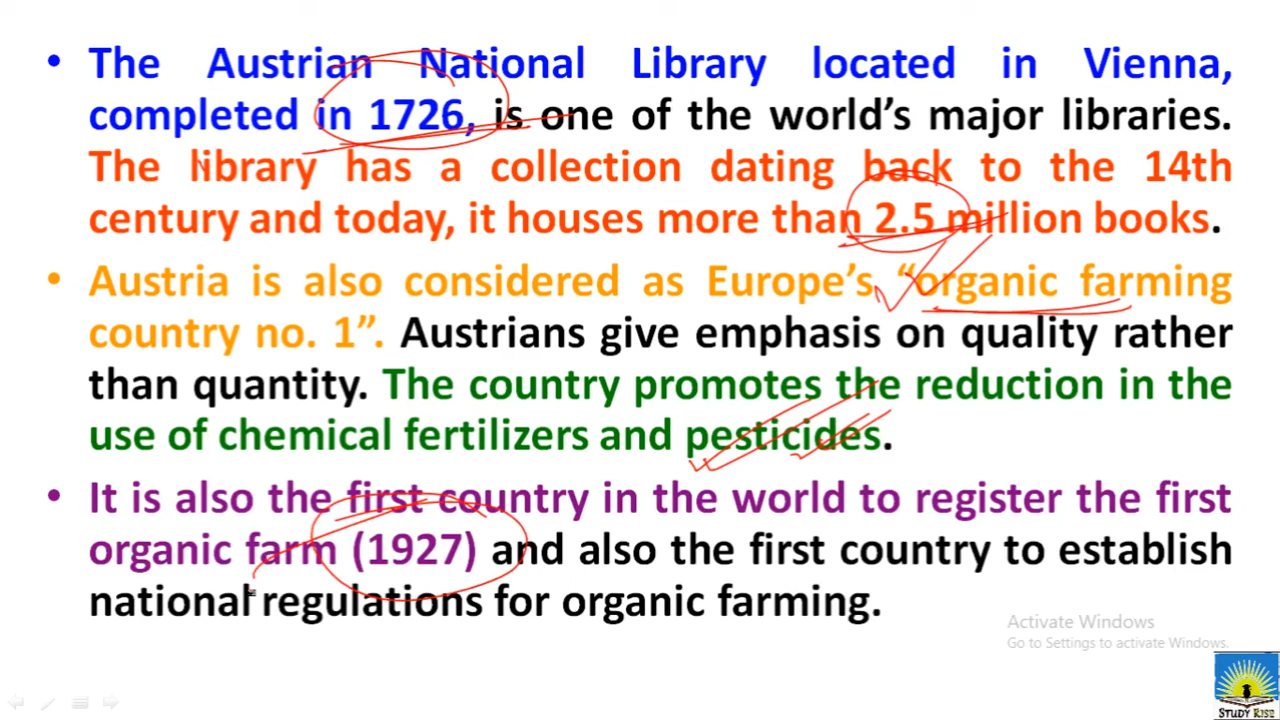 • The Austrian National Library located in Vienna,
completed in 1726, is one of the world's major libraries.
The library has a collection dating back to the 14th
century and today, it houses more than 2.5 million books.
• Austria is also considered as Europe's “organic farming
country no. 1”. Austrians give emphasis on quality rather
than quantity. The country promotes the reduction in the
use of chemical fertilizers and pesticides.
• It is also the first country in the world to register the first
organic farm (1927) and also the first country to establish
national regulations for organic farming.
Activate Windows
Go to Settings to activate Windows.
STUDY RISE